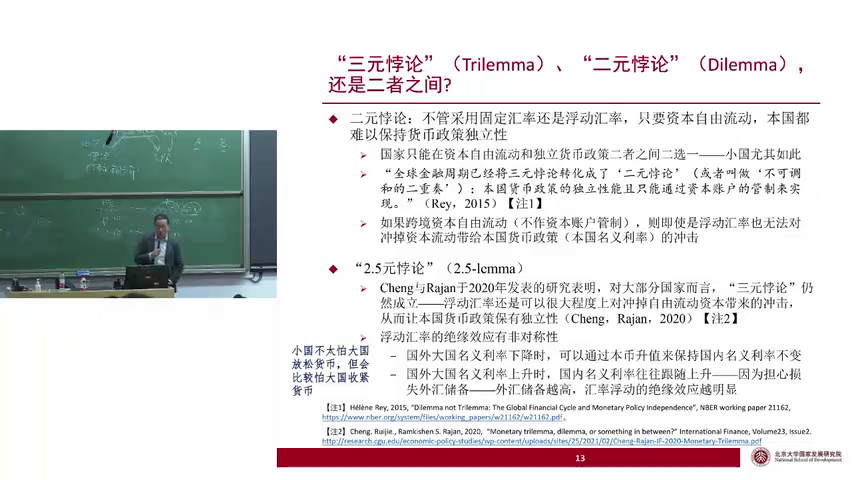 “三元悖论”（Trilemma）、“二元悖论”（Dilemma），
还是二者之间?
二元悖论：不管采用固定汇率还是浮动汇率，只要资本自由流动，本国都
难以保持货币政策独立性
国家只能在资本自由流动和独立货币政策二者之间二选一——小国尤其如此
“全球金融周期已经将三元悖论转化成了‘二元悖论’（或者叫做‘不可调
和的二重奏’）：本国货币政策的独立性能且只能通过资本账户的管制来实
现。”（Rey，2015）【注1】
如果跨境资本自由流动（不作资本账户管制），则即使是浮动汇率也无法对
冲掉资本流动带给本国货币政策（本国名义利率）的冲击
“2.5元悖论”（2.5-lemma）
Cheng与Rajan于2020年发表的研究表明，对大部分国家而言，“三元悖论”仍
然成立——浮动汇率还是可以很大程度上对冲掉自由流动资本带来的冲击，
从而让本国货币政策保有独立性（Cheng，Rajan，2020）【注2】
浮动汇率的绝缘效应有非对称性
小国不太怕大国
放松货币，但会
比较怕大国收紧
货币
– 国外大国名义利率下降时，可以通过本币升值来保持国内名义利率不变
– 国外大国名义利率上升时，国内名义利率往往跟随上升——因为担心损
失外汇储备——外汇储备越高，汇率浮动的绝缘效应越明显
【注1】Hélène Rey, 2015, “Dilemma not Trilemma: The Global Financial Cycle and Monetary Policy Independence”, NBER working paper 21162,
https://www.nber.org/system/files/working_papers/w21162/w21162.pdf。
【注2】Cheng. Ruijie., Ramkishen S. Rajan, 2020, “Monetary trilemma, dilemma, or something in between?” International Finance, Volume23, Issue2.
http://research.cgu.edu/economic-policy-studies/wp-content/uploads/sites/25/2021/02/Cheng-Rajan-IF-2020-Monetary-Trilemma.pdf
13
北京大学国家发展研究院
National School of Development